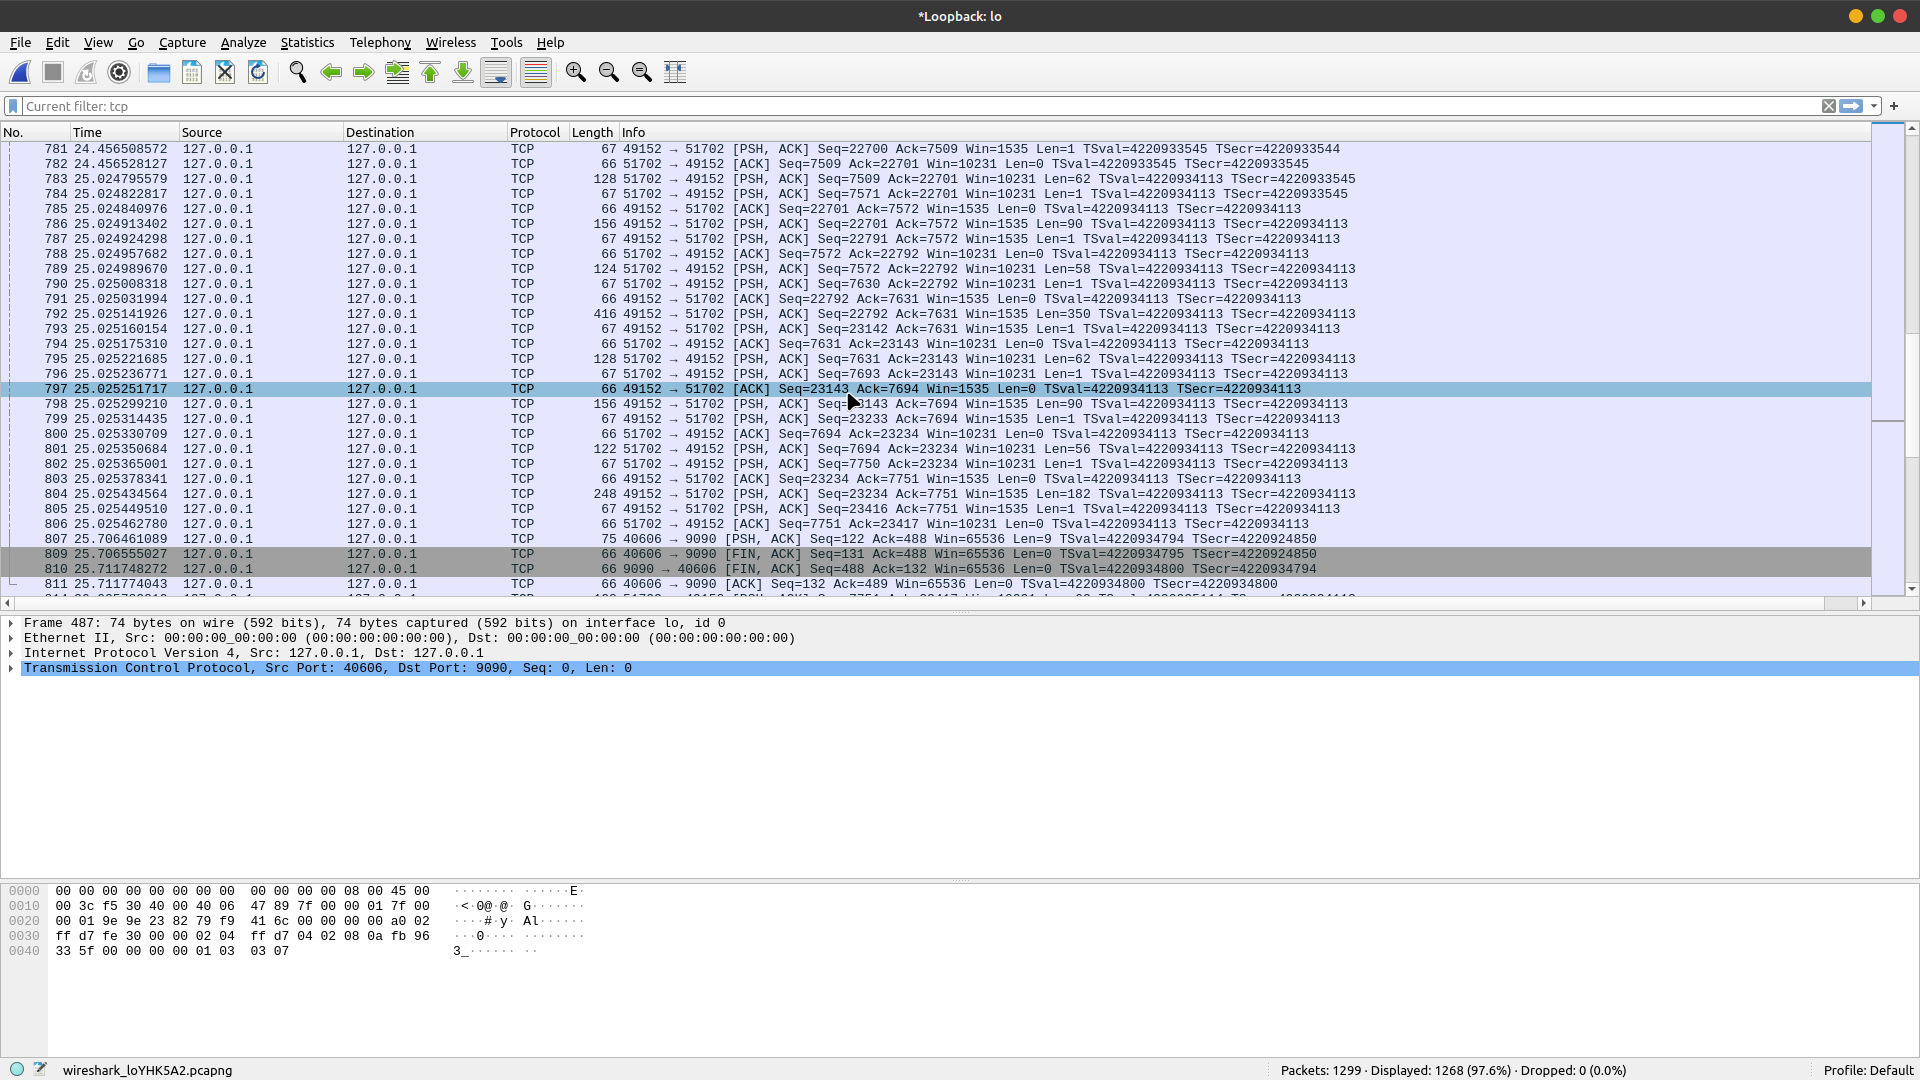 *Loopback: lo
File Edit View Go Capture Analyze Statistics Telephony Wireless Tools Help
Current filter: tcp
No. Time Source Destination Protocol Length Info
781 24.456508572 127.0.0.1 127.0.0.1 TCP 67 49152 → 51702 [PSH, ACK] Seq=22700 Ack=7509 Win=1535 Len=1 TSval=4220933545 TSecr=4220933544
782 24.456528127 127.0.0.1 127.0.0.1 TCP 66 51702 → 49152 [ACK] Seq=7509 Ack=22701 Win=10231 Len=0 TSval=4220933545 TSecr=4220933545
783 25.024795579 127.0.0.1 127.0.0.1 TCP 128 51702 → 49152 [PSH, ACK] Seq=7509 Ack=22701 Win=10231 Len=62 TSval=4220934113 TSecr=4220933545
784 25.024822817 127.0.0.1 127.0.0.1 TCP 67 51702 → 49152 [PSH, ACK] Seq=7571 Ack=22701 Win=10231 Len=1 TSval=4220934113 TSecr=4220933545
785 25.024840976 127.0.0.1 127.0.0.1 TCP 66 49152 → 51702 [ACK] Seq=22701 Ack=7572 Win=1535 Len=0 TSval=4220934113 TSecr=4220934113
786 25.024913402 127.0.0.1 127.0.0.1 TCP 156 49152 → 51702 [PSH, ACK] Seq=22701 Ack=7572 Win=1535 Len=90 TSval=4220934113 TSecr=4220934113
787 25.024924298 127.0.0.1 127.0.0.1 TCP 67 49152 → 51702 [PSH, ACK] Seq=22791 Ack=7572 Win=1535 Len=1 TSval=4220934113 TSecr=4220934113
788 25.024957682 127.0.0.1 127.0.0.1 TCP 66 51702 → 49152 [ACK] Seq=7572 Ack=22792 Win=10231 Len=0 TSval=4220934113 TSecr=4220934113
789 25.024989670 127.0.0.1 127.0.0.1 TCP 124 51702 → 49152 [PSH, ACK] Seq=7572 Ack=22792 Win=10231 Len=58 TSval=4220934113 TSecr=4220934113
790 25.025008318 127.0.0.1 127.0.0.1 TCP 67 51702 → 49152 [PSH, ACK] Seq=7630 Ack=22792 Win=10231 Len=1 TSval=4220934113 TSecr=4220934113
791 25.025031994 127.0.0.1 127.0.0.1 TCP 66 49152 → 51702 [ACK] Seq=22792 Ack=7631 Win=1535 Len=0 TSval=4220934113 TSecr=4220934113
792 25.025141926 127.0.0.1 127.0.0.1 TCP 416 49152 → 51702 [PSH, ACK] Seq=22792 Ack=7631 Win=1535 Len=350 TSval=4220934113 TSecr=4220934113
793 25.025160154 127.0.0.1 127.0.0.1 TCP 67 49152 → 51702 [PSH, ACK] Seq=23142 Ack=7631 Win=1535 Len=1 TSval=4220934113 TSecr=4220934113
794 25.025175310 127.0.0.1 127.0.0.1 TCP 66 51702 → 49152 [ACK] Seq=7631 Ack=23143 Win=10231 Len=0 TSval=4220934113 TSecr=4220934113
795 25.025221685 127.0.0.1 127.0.0.1 TCP 128 51702 → 49152 [PSH, ACK] Seq=7631 Ack=23143 Win=10231 Len=62 TSval=4220934113 TSecr=4220934113
796 25.025236771 127.0.0.1 127.0.0.1 TCP 67 51702 → 49152 [PSH, ACK] Seq=7693 Ack=23143 Win=10231 Len=1 TSval=4220934113 TSecr=4220934113
797 25.025251717 127.0.0.1 127.0.0.1 TCP 66 49152 → 51702 [ACK] Seq=23143 Ack=7694 Win=1535 Len=0 TSval=4220934113 TSecr=4220934113
798 25.025299210 127.0.0.1 127.0.0.1 TCP 156 49152 → 51702 [PSH, ACK] Ack=7694 Win=1535 Len=90 TSval=4220934113 TSecr=4220934113
799 25.025314435 127.0.0.1 127.0.0.1 TCP 67 49152 → 51702 [PSH, ACK] Seq=23233 Ack=7694 Win=1535 Len=1 TSval=4220934113 TSecr=4220934113
800 25.025330709 127.0.0.1 127.0.0.1 TCP 66 51702 → 49152 [ACK] Seq=7694 Ack=23234 Win=10231 Len=0 TSval=4220934113 TSecr=4220934113
801 25.025350684 127.0.0.1 127.0.0.1 TCP 122 51702 → 49152 [PSH, ACK] Seq=7694 Ack=23234 Win=10231 Len=56 TSval=4220934113 TSecr=4220934113
802 25.025365001 127.0.0.1 127.0.0.1 TCP 67 51702 → 49152 [PSH, ACK] Seq=7750 Ack=23234 Win=10231 Len=1 TSval=4220934113 TSecr=4220934113
803 25.025378341 127.0.0.1 127.0.0.1 TCP 66 49152 → 51702 [ACK] Seq=23234 Ack=7751 Win=1535 Len=0 TSval=4220934113 TSecr=4220934113
804 25.025434564 127.0.0.1 127.0.0.1 TCP 248 49152 → 51702 [PSH, ACK] Seq=23234 Ack=7751 Win=1535 Len=182 TSval=4220934113 TSecr=4220934113
805 25.025449510 127.0.0.1 127.0.0.1 TCP 67 49152 → 51702 [PSH, ACK] Seq=23416 Ack=7751 Win=1535 Len=1 TSval=4220934113 TSecr=4220934113
806 25.025462780 127.0.0.1 127.0.0.1 TCP 66 51702 → 49152 [ACK] Seq=7751 Ack=23417 Win=10231 Len=0 TSval=4220934113 TSecr=4220934113
807 25.706461089 127.0.0.1 127.0.0.1 TCP 75 40606 → 9090 [PSH, ACK] Seq=122 Ack=488 Win=65536 Len=9 TSval=4220934794 TSecr=4220924850
809 25.706555027 127.0.0.1 127.0.0.1 TCP 66 40606 → 9090 [FIN, ACK] Seq=131 Ack=488 Win=65536 Len=0 TSval=4220934795 TSecr=4220924850
810 25.711748272 127.0.0.1 127.0.0.1 TCP 66 9090 → 40606 [FIN, ACK] Seq=488 Ack=132 Win=65536 Len=0 TSval=4220934800 TSecr=4220934794
811 25.711774043 127.0.0.1 127.0.0.1 TCP 66 40606 → 9090 [ACK] Seq=132 Ack=489 Win=65536 Len=0 TSval=4220934800 TSecr=4220934800
Frame 487: 74 bytes on wire (592 bits), 74 bytes captured (592 bits) on interface lo, id 0
Ethernet II, Src: 00:00:00_00:00:00 (00:00:00:00:00:00), Dst: 00:00:00_00:00:00 (00:00:00:00:00:00)
Internet Protocol Version 4, Src: 127.0.0.1, Dst: 127.0.0.1
Transmission Control Protocol, Src Port: 40606, Dst Port: 9090, Seq: 0, Len: 0
0000 00 00 00 00 00 00 00 00 00 00 00 00 08 00 45 00 ········ ······E·
0010 00 3c f5 30 40 00 40 06 47 89 7f 00 00 01 7f 00 ·<·0@·@· G·······
0020 00 01 9e 9e 23 82 79 f9 41 6c 00 00 00 00 a0 02 ····#·y· Al······
0030 ff d7 fe 30 00 00 02 04 ff d7 04 02 08 0a fb 96 ···0···· ········
0040 33 5f 00 00 00 00 01 03 03 07 3_······ ··
wireshark_loYHK5A2.pcapng
Packets: 1299 · Displayed: 1268 (97.6%) · Dropped: 0 (0.0%)
Profile: Default